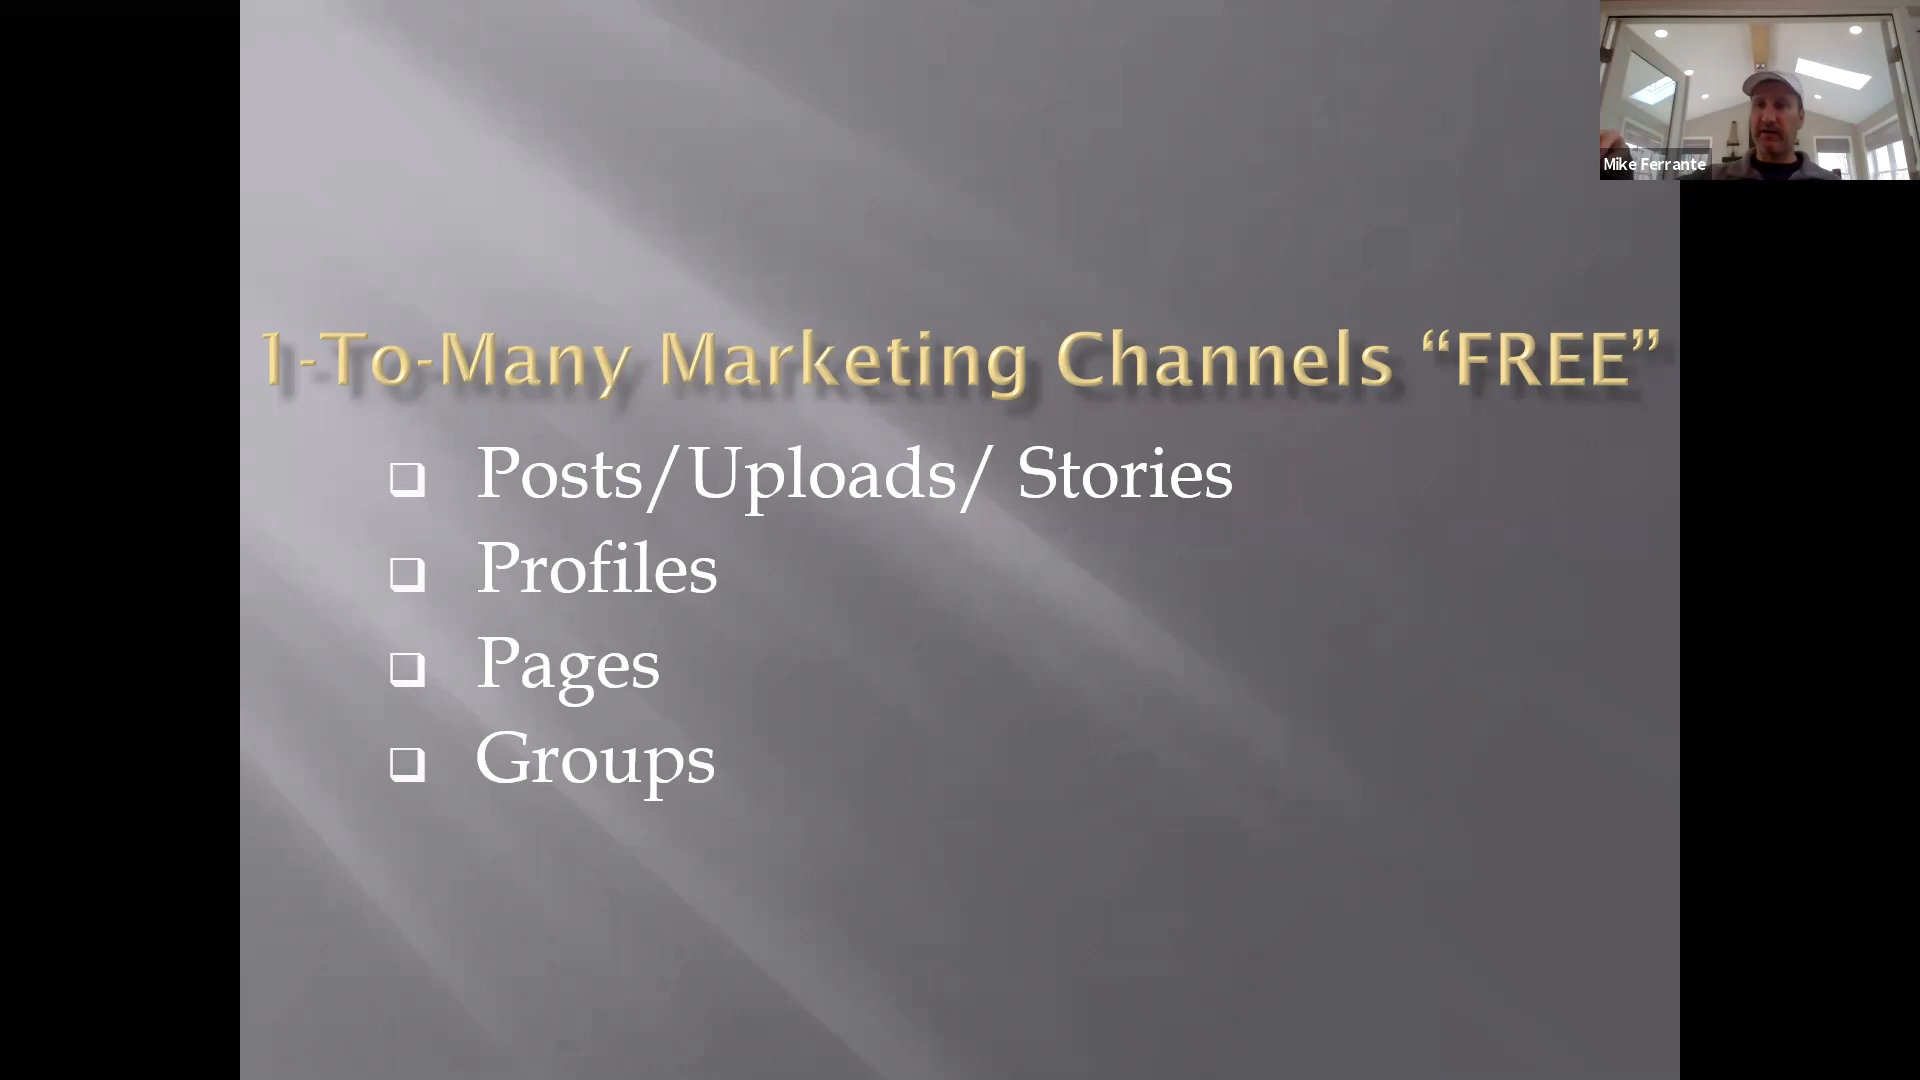 Mike Ferrante
1-To-Many Marketing Channels “FREE”
Posts/Uploads/ Stories
Profiles
Pages
Groups